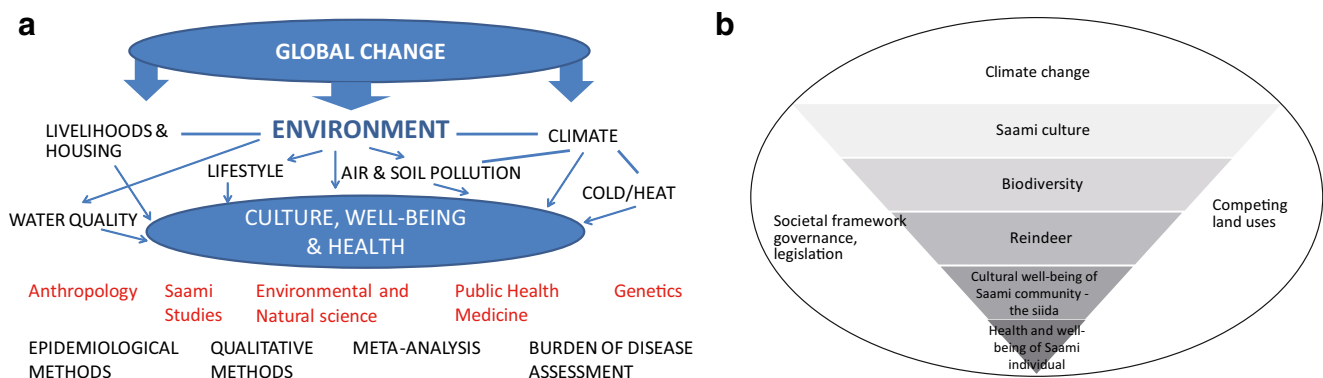 a
GLOBAL CHANGE
LIVELIHOODS &
HOUSING
ENVIRONMENT
CLIMATE
LIFESTYLE
AIR & SOIL POLLUTION
COLD/HEAT
WATER QUALITY
CULTURE, WELL-BEING
& HEALTH
Anthropology
Saami
Studies
Environmental and
Natural science
Public Health
Medicine
Genetics
EPIDEMIOLOGICAL
METHODS
QUALITATIVE
METHODS
META-ANALYSIS
BURDEN OF DISEASE
ASSESSMENT
b
Climate change
Saami culture
Biodiversity
Reindeer
Cultural well-being of
Saami community -
the siida
Health and well-
being of Saami
individual
Societal framework
governance,
legislation
Competing
land uses